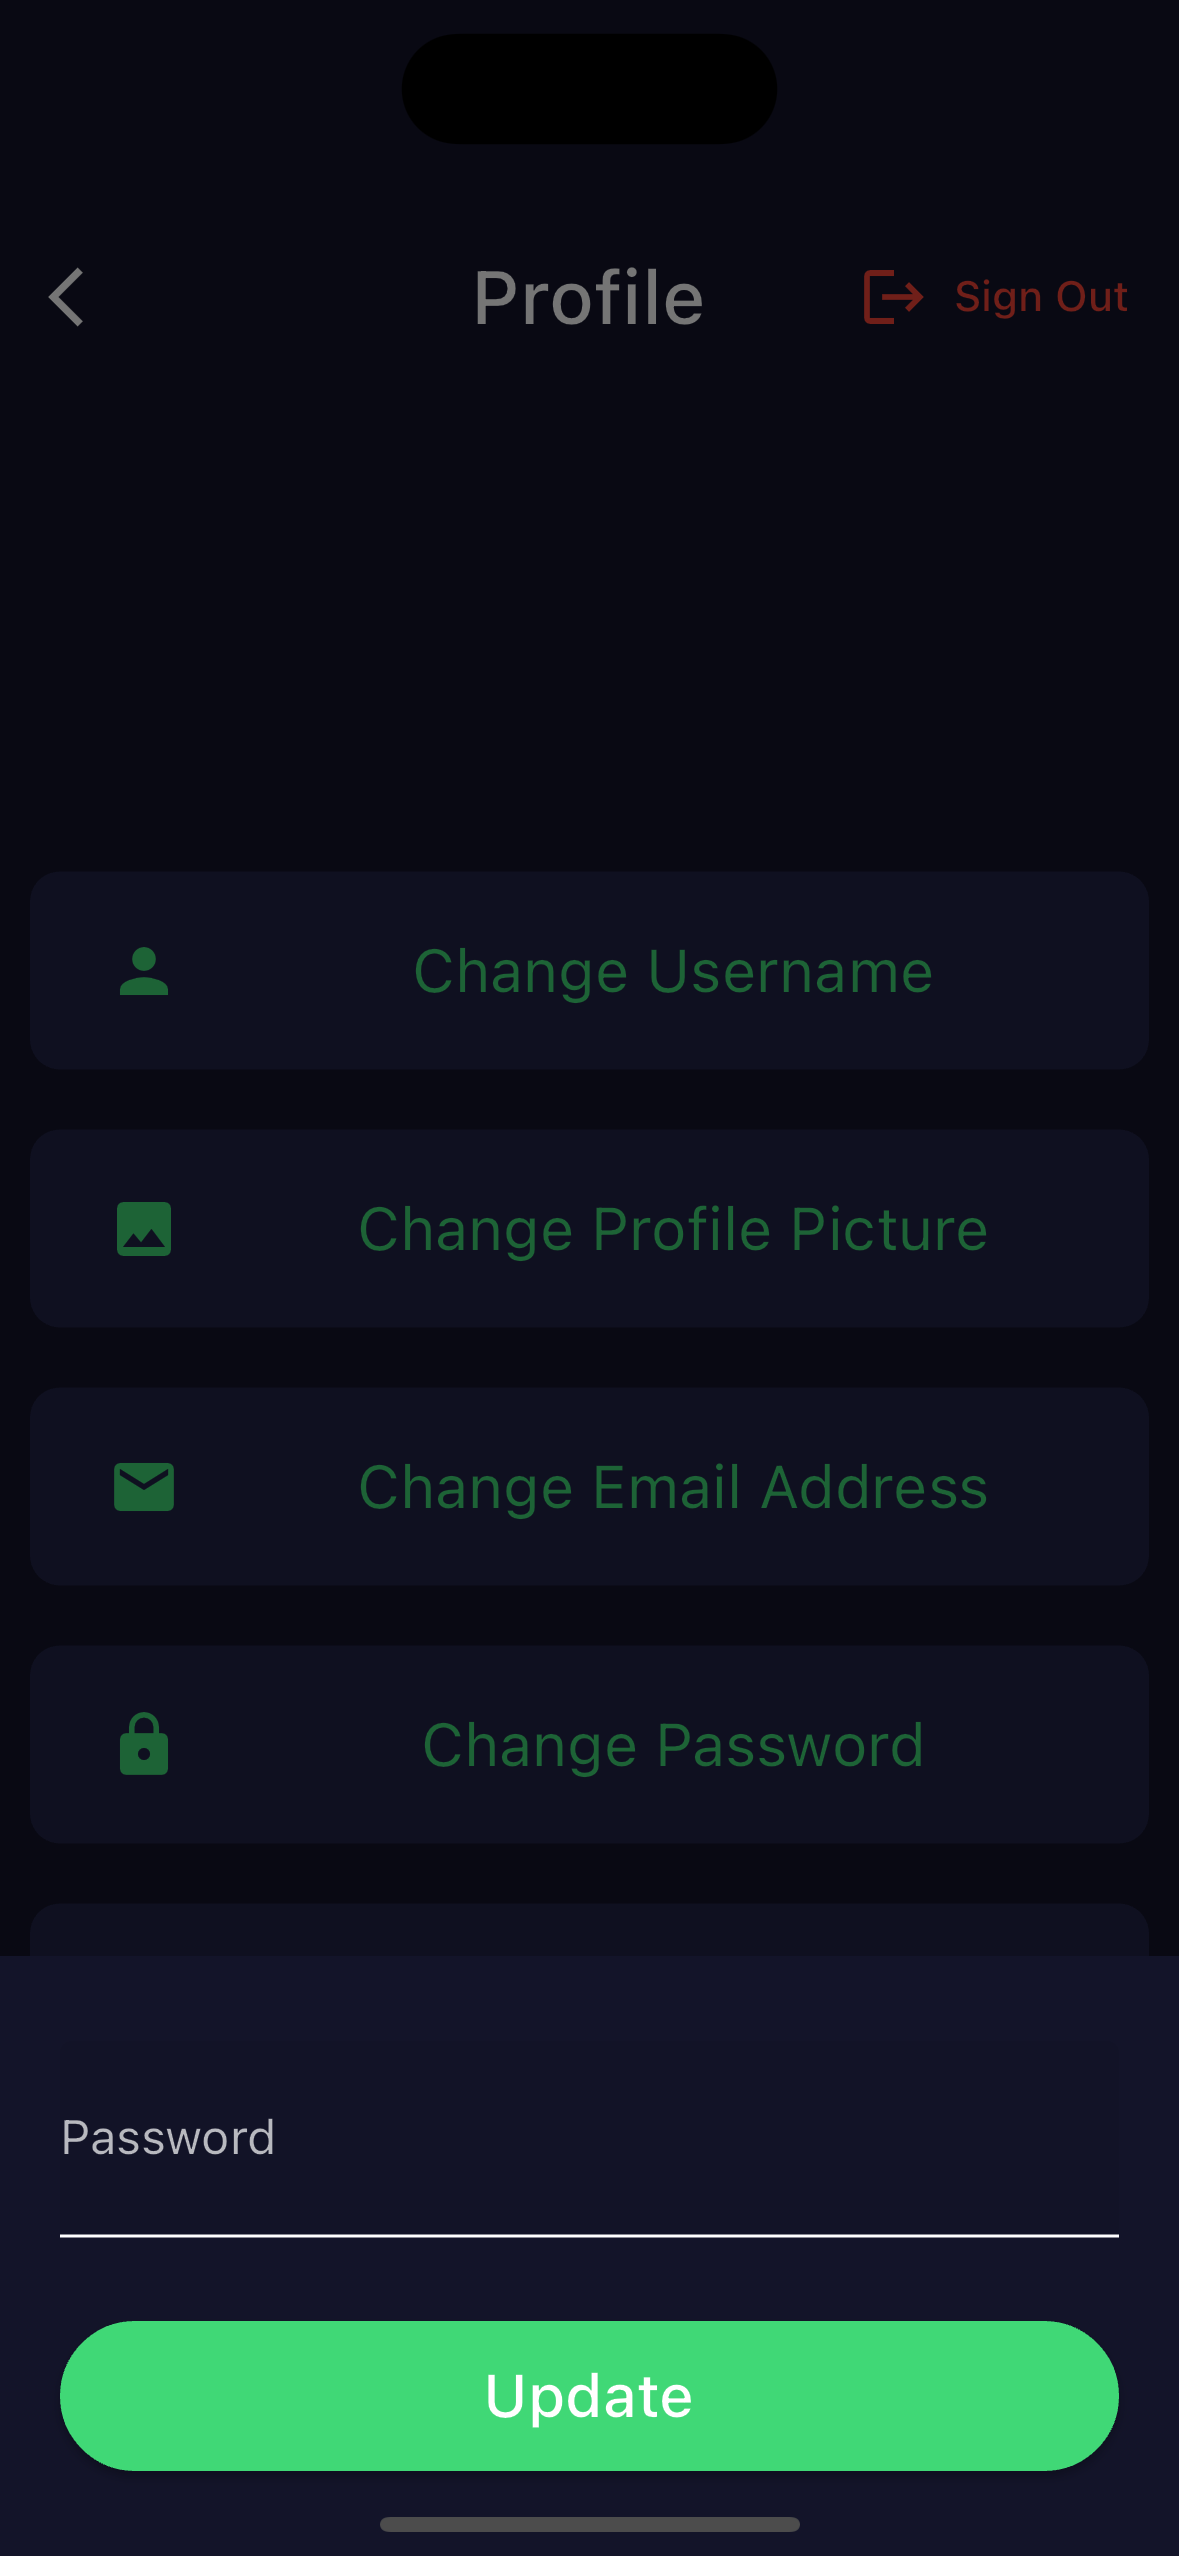 Profile
Sign Out
Change Username
Change Profile Picture
Change Email Address
Change Password
Password
Update